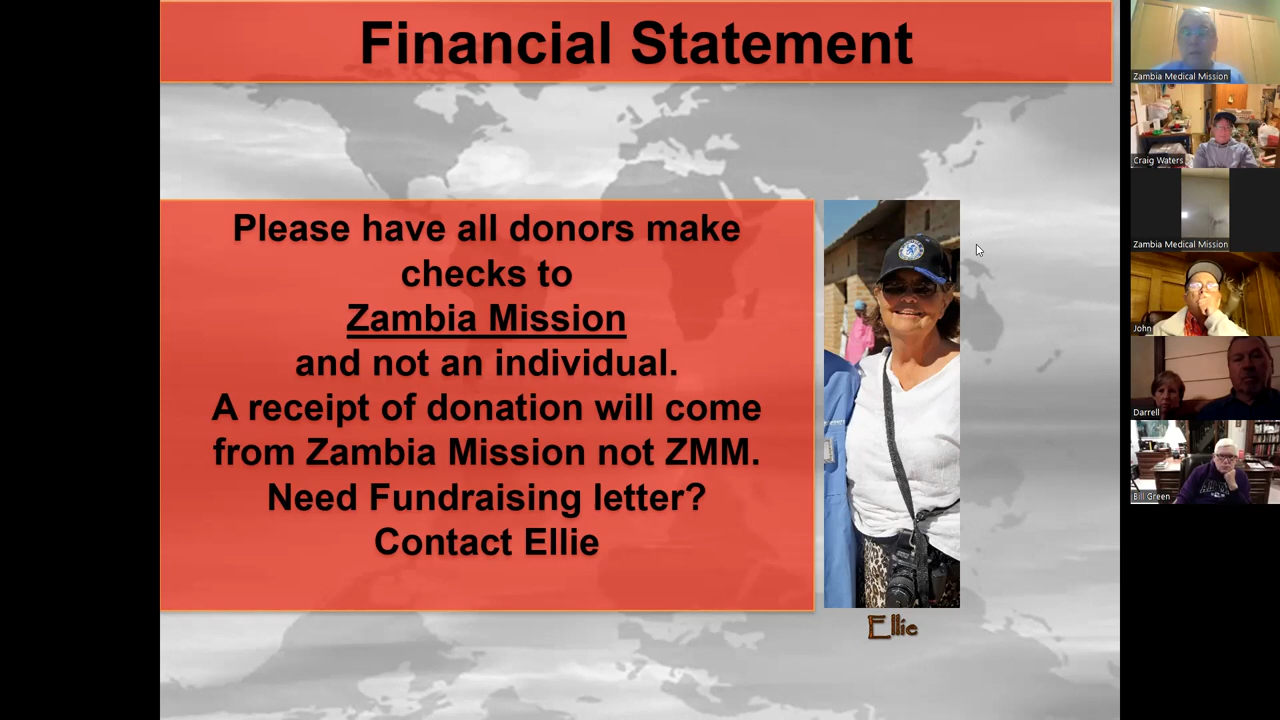 Financial Statement
Please have all donors make
checks to
Zambia Mission
and not an individual.
A receipt of donation will come
from Zambia Mission not ZMM.
Need Fundraising letter?
Contact Ellie
Ellie
Zambia Medical Mission
Craig Waters
Zambia Medical Mission
John
Darrell
Bill Green